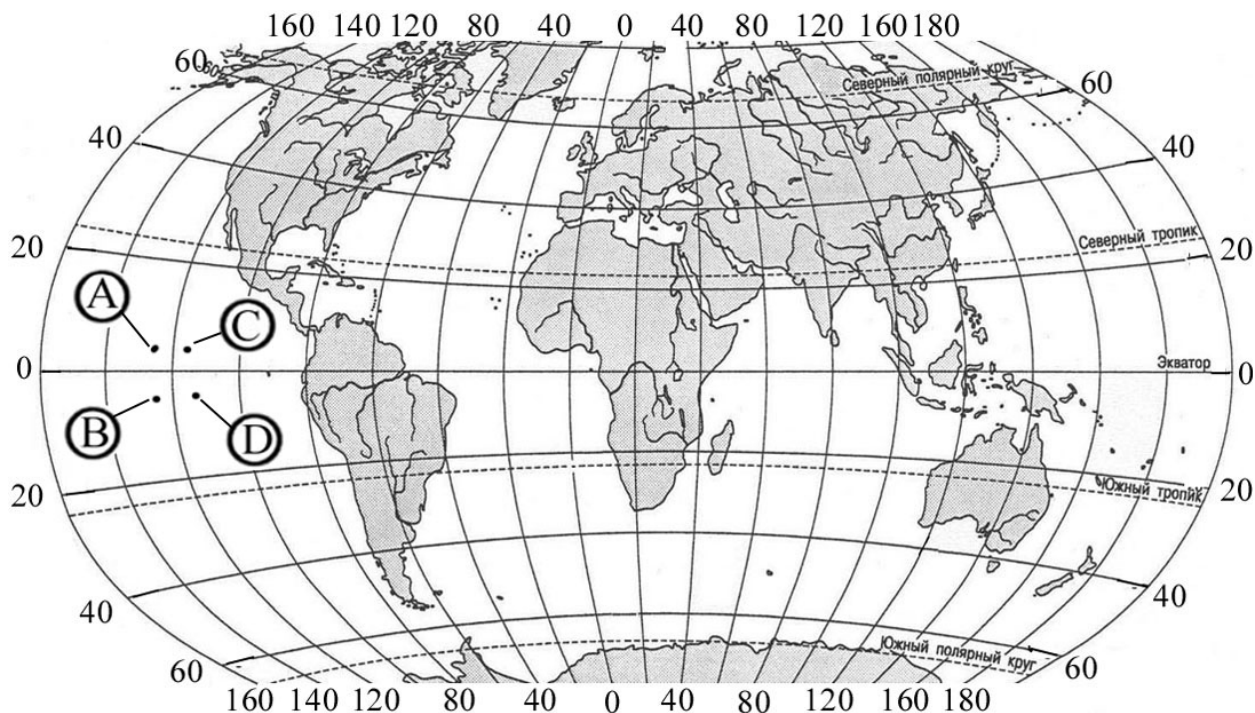 160 140 120 80 40 0 40 80 120 160 180
60 Северный полярный круг 60
40 40
20 Северный тропик 20
A
C
Экватор
0 0
B
D
20 Южный тропик 20
40 40
60 Южный полярный круг 60
160 140 120 80 40 0 40 80 120 160 180